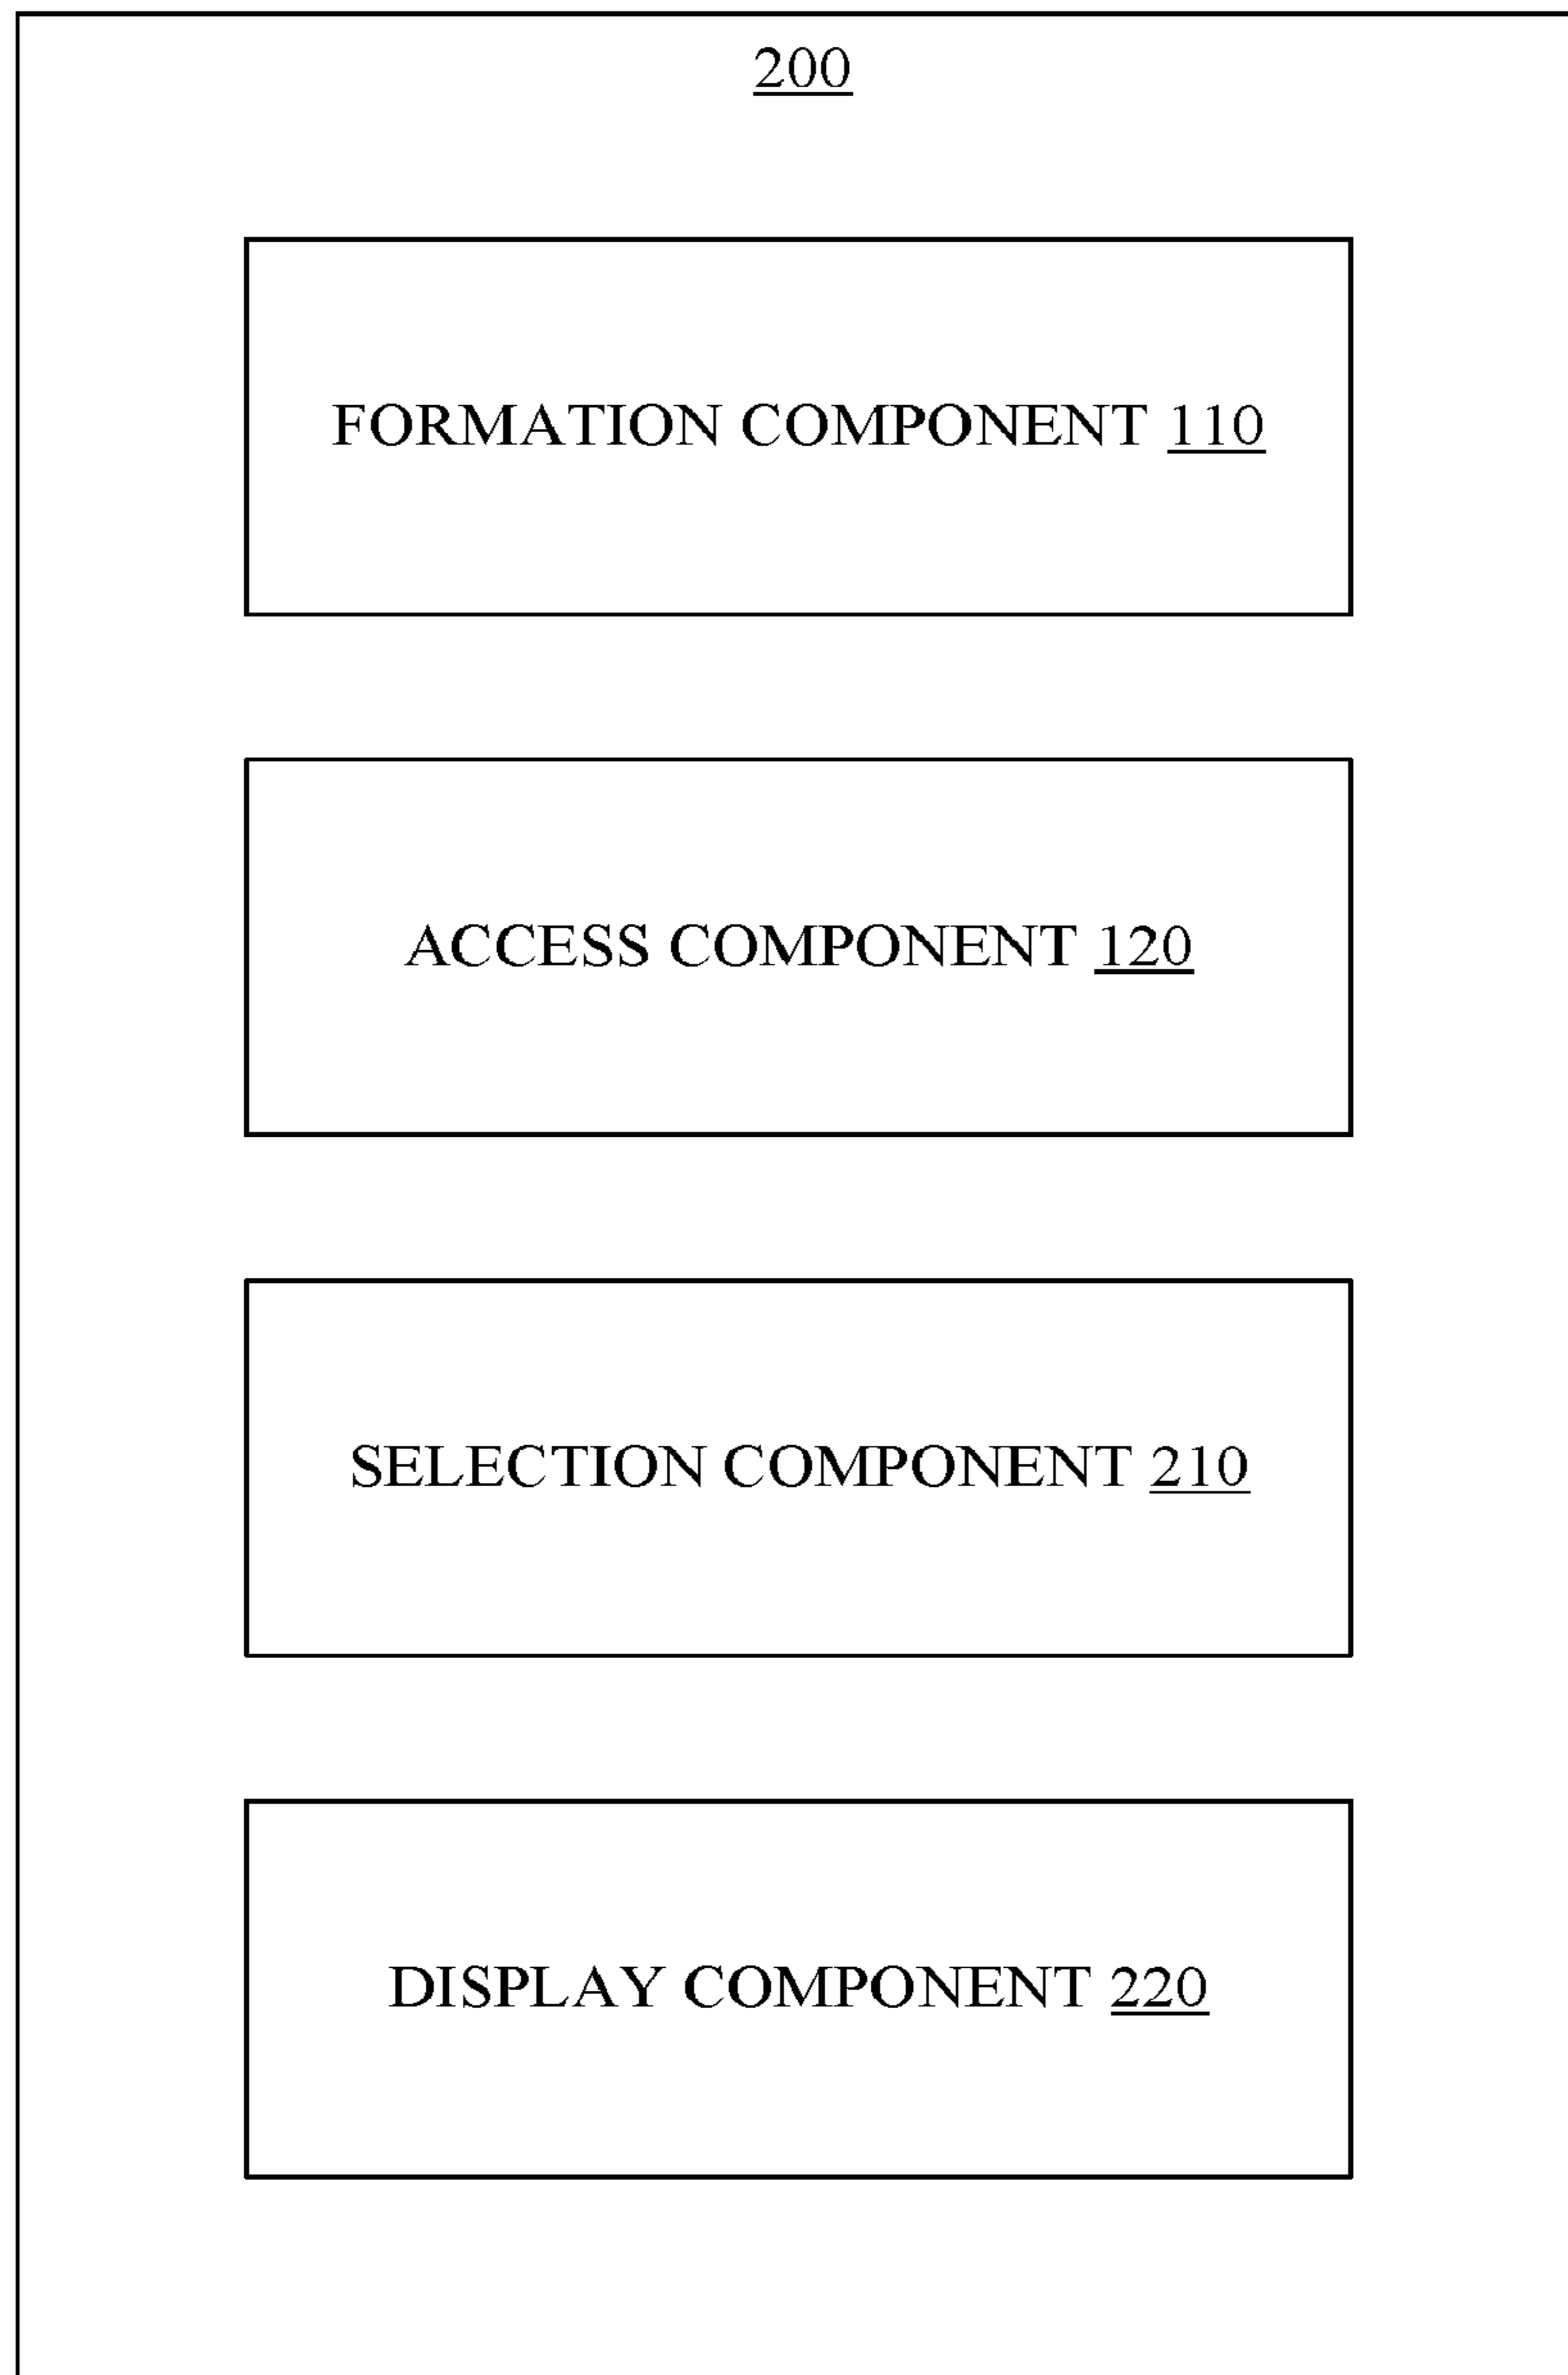 200
FORMATION COMPONENT 110
ACCESS COMPONENT 120
SELECTION COMPONENT 210
DISPLAY COMPONENT 220